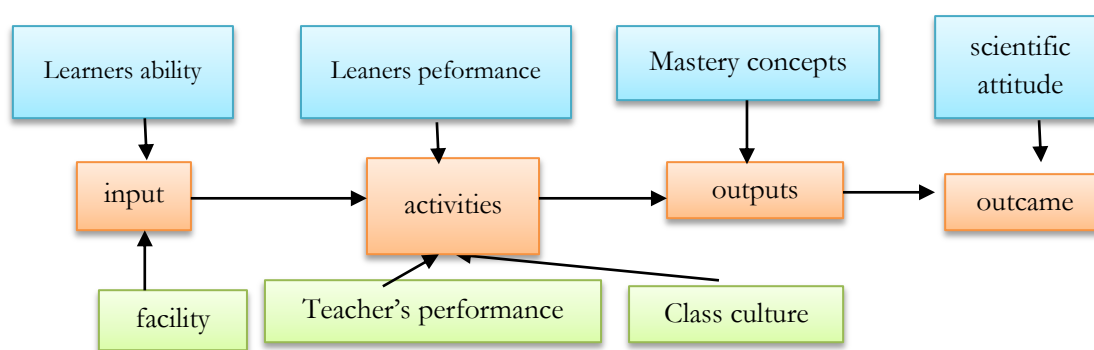 Learners ability
Leaners peformance
Mastery concepts
scientific
attitude
input
activities
outputs
outcame
facility
Teacher's performance
Class culture